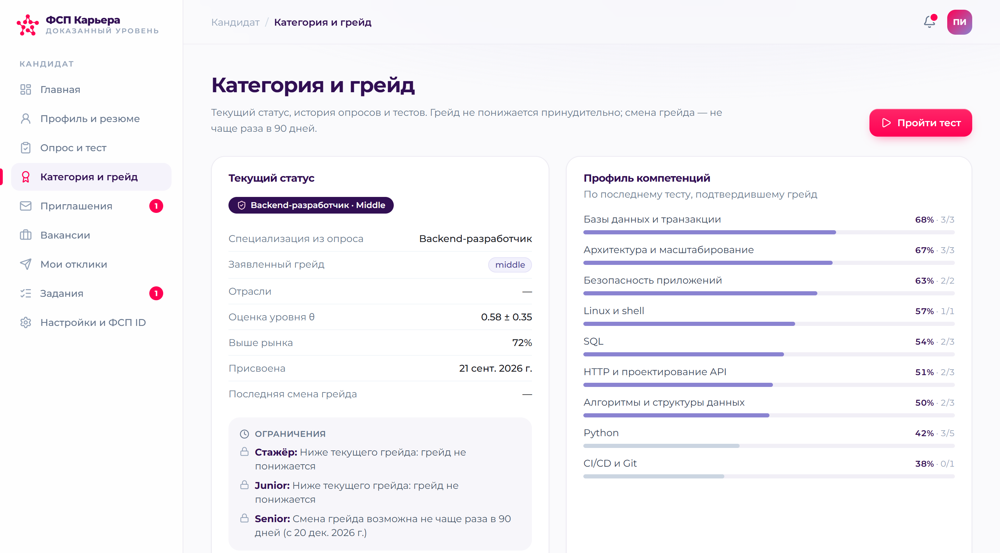 ФСП Карьера
ДОКАЗАННЫЙ УРОВЕНЬ
КАНДИДАТ
Главная
Профиль и резюме
Опрос и тест
Категория и грейд
Приглашения 1
Вакансии
Мои отклики
Задания 1
Настройки и ФСП ID
Кандидат / Категория и грейд
ПИ
Категория и грейд
Текущий статус, история опросов и тестов. Грейд не понижается принудительно; смена грейда — не
чаще раза в 90 дней.
Пройти тест
Текущий статус
Backend-разработчик · Middle
Специализация из опроса Backend-разработчик
Заявленный грейд middle
Отрасли —
Оценка уровня θ 0.58 ± 0.35
Выше рынка 72%
Присвоена 21 сент. 2026 г.
Последняя смена грейда —
ОГРАНИЧЕНИЯ
Стажёр: Ниже текущего грейда: грейд не
понижается
Junior: Ниже текущего грейда: грейд не
понижается
Senior: Смена грейда возможна не чаще раза в 90
дней (с 20 дек. 2026 г.)
Профиль компетенций
По последнему тесту, подтвердившему грейд
Базы данных и транзакции 68% · 3/3
Архитектура и масштабирование 67% · 3/3
Безопасность приложений 63% · 2/2
Linux и shell 57% · 1/1
SQL 54% · 2/3
HTTP и проектирование API 51% · 2/3
Алгоритмы и структуры данных 50% · 2/3
Python 42% · 3/5
CI/CD и Git 38% · 0/1